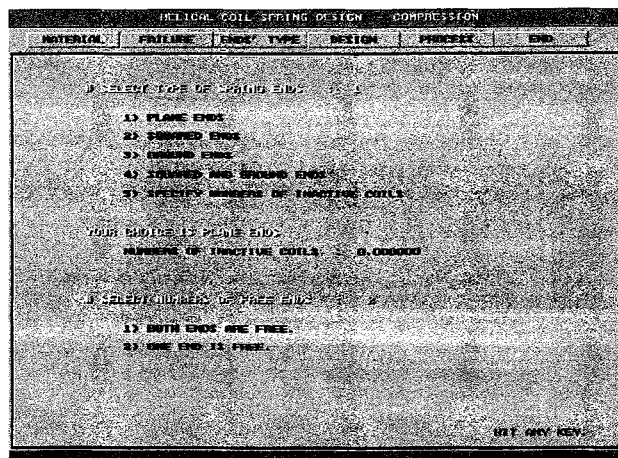 HELICAL COIL SPRING DESIGN - COMPRESSION
MATERIAL FAILURE ENDS' TYPE DESIGN PROCESS END
# SELECT TYPE OF SPRING ENDS : 1
1) PLANE ENDS
2) SQUARED ENDS
3) GROUND ENDS
4) SQUARED AND GROUND ENDS
5) SPECIFY NUMBERS OF INACTIVE COILS
YOUR CHOICE IS PLANE ENDS
NUMBERS OF INACTIVE COILS : 0.000000
# SELECT NUMBERS OF FREE ENDS :
1) BOTH ENDS ARE FREE.
2) ONE END IS FREE.
HIT ANY KEY.